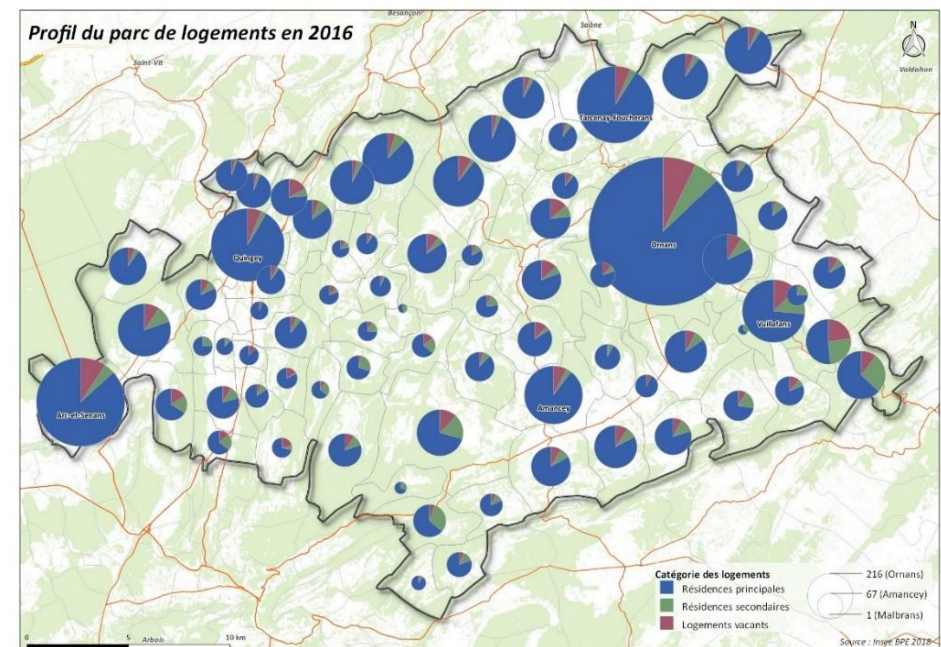 Profil du parc de logements en 2016
Besançon
Saône
N
Saint-Vit
Valdahon
Tarcenay-Foucherans
Ornans
Quingey
Vuillafans
Arc-et-Senans
Amancey
Catégorie des logements
Résidences principales
Résidences secondaires
Logements vacants
216 (Ornans)
67 (Amancey)
1 (Malbrans)
0 5 10 km
Arbois
Source : Insee BPE 2018